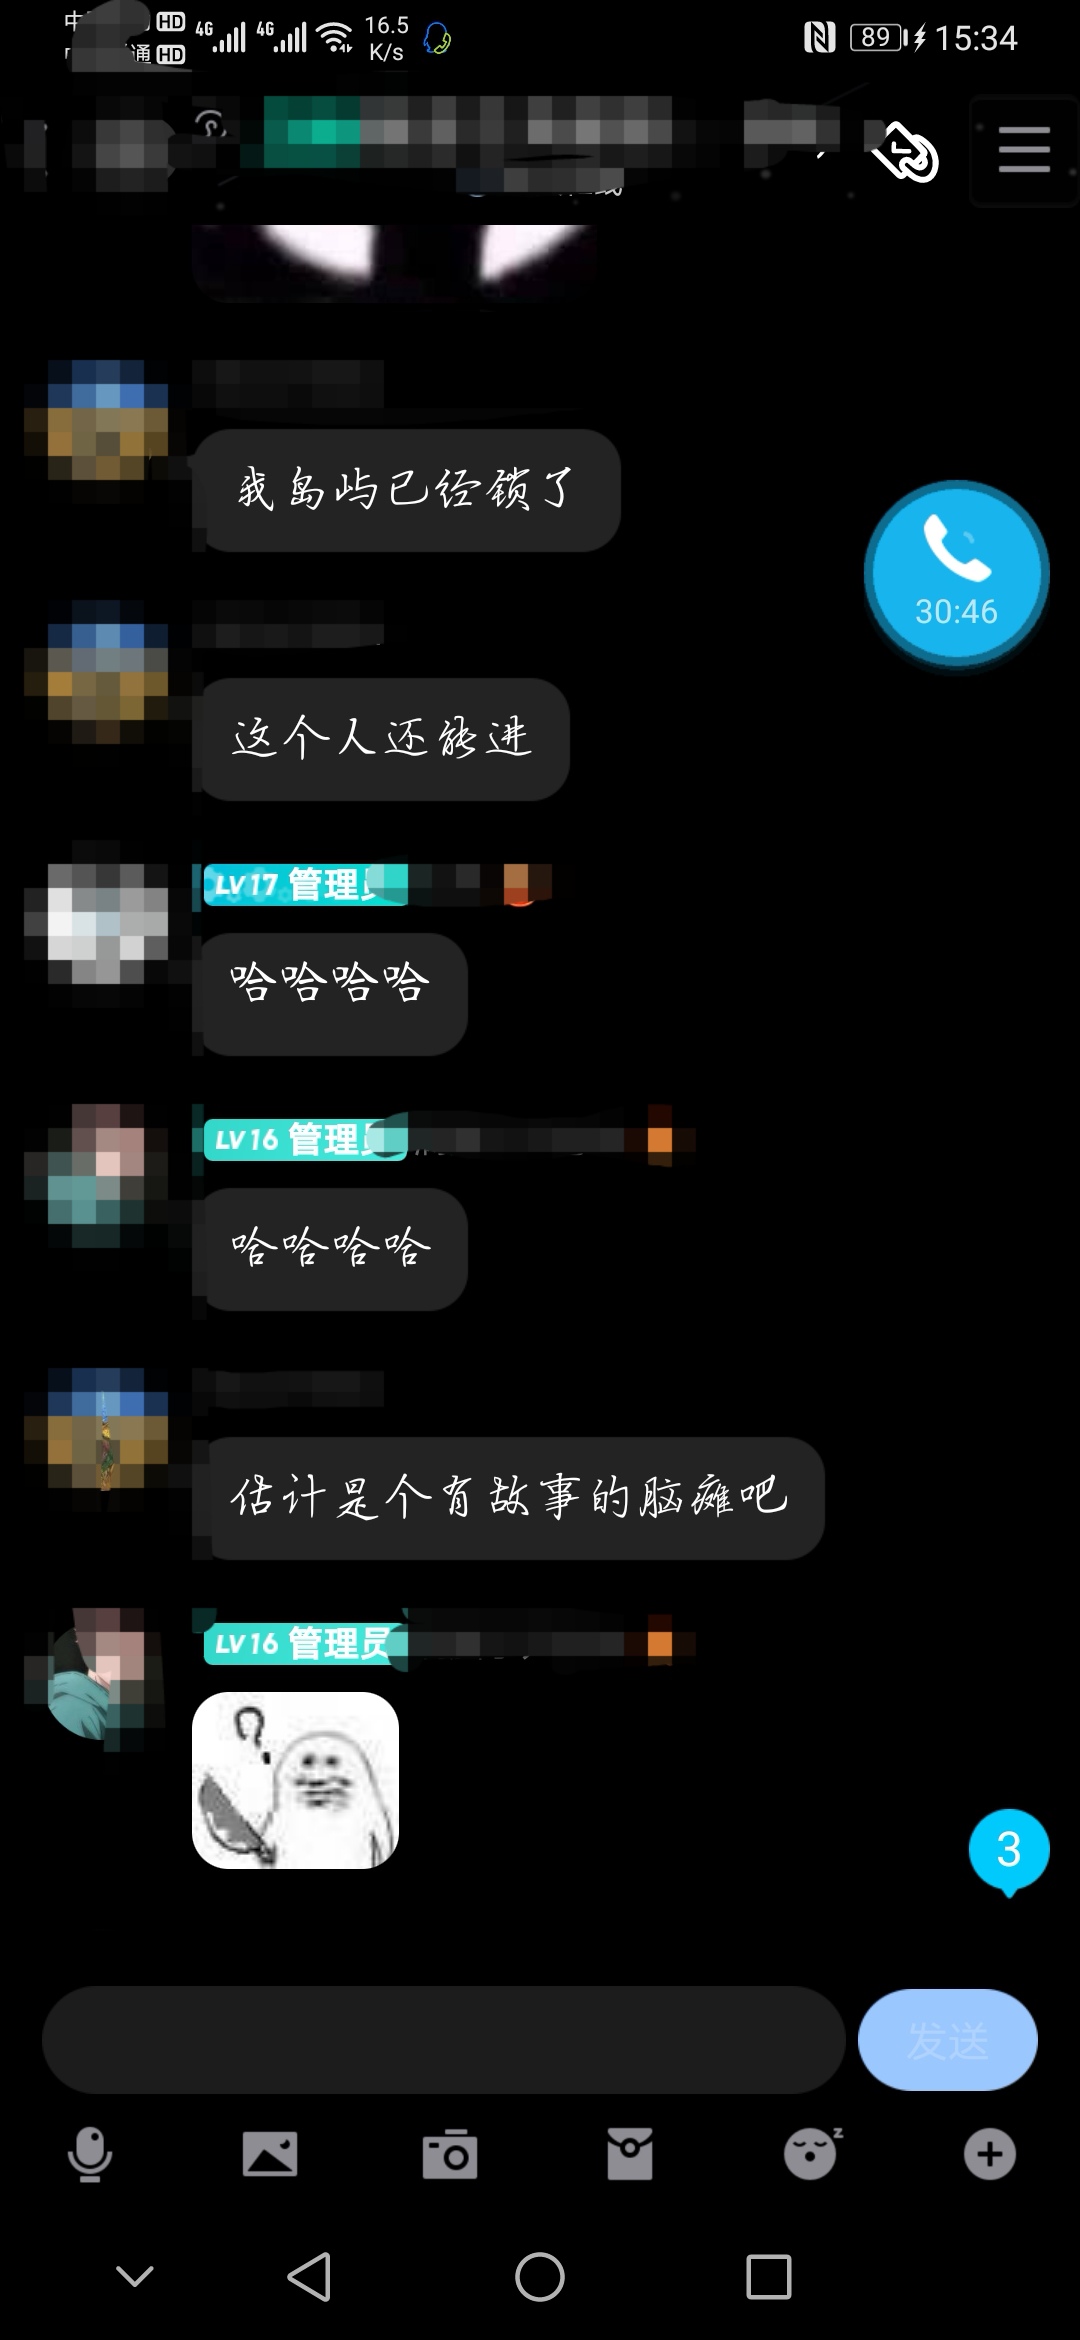 HD
4G
4G
16.5
K/s
89
15:34
通 HD
我岛屿已经锁了
30:46
这个人还能进
LV17 管理员
哈哈哈哈
LV16 管理员
哈哈哈哈
估计是个有故事的脑瘫吧
LV16 管理员
3
发送